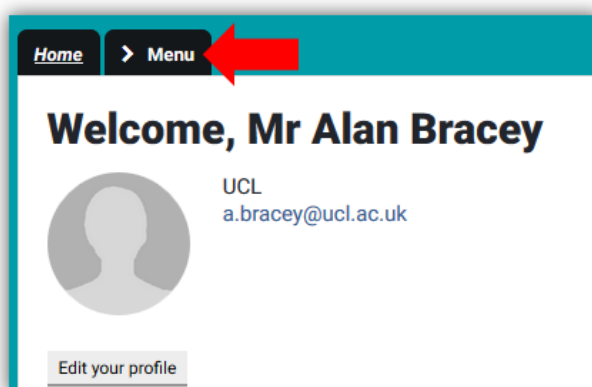 Home
> Menu
Welcome, Mr Alan Bracey
UCL
a.bracey@ucl.ac.uk
Edit your profile